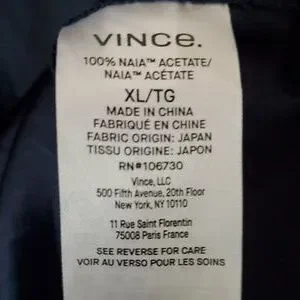 VINCE.
100% NAIA™ ACETATE/
NAIA™ ACÉTATE
XL/TG
MADE IN CHINA
FABRIQUÉ EN CHINE
FABRIC ORIGIN: JAPAN
TISSU ORIGINE: JAPON
RN#106730
Vince, LLC
500 Fifth Avenue, 20th Floor
New York, NY 10110
11 Rue Saint Florentin
75008 Paris France
SEE REVERSE FOR CARE
VOIR AU VERSO POUR LES SOINS